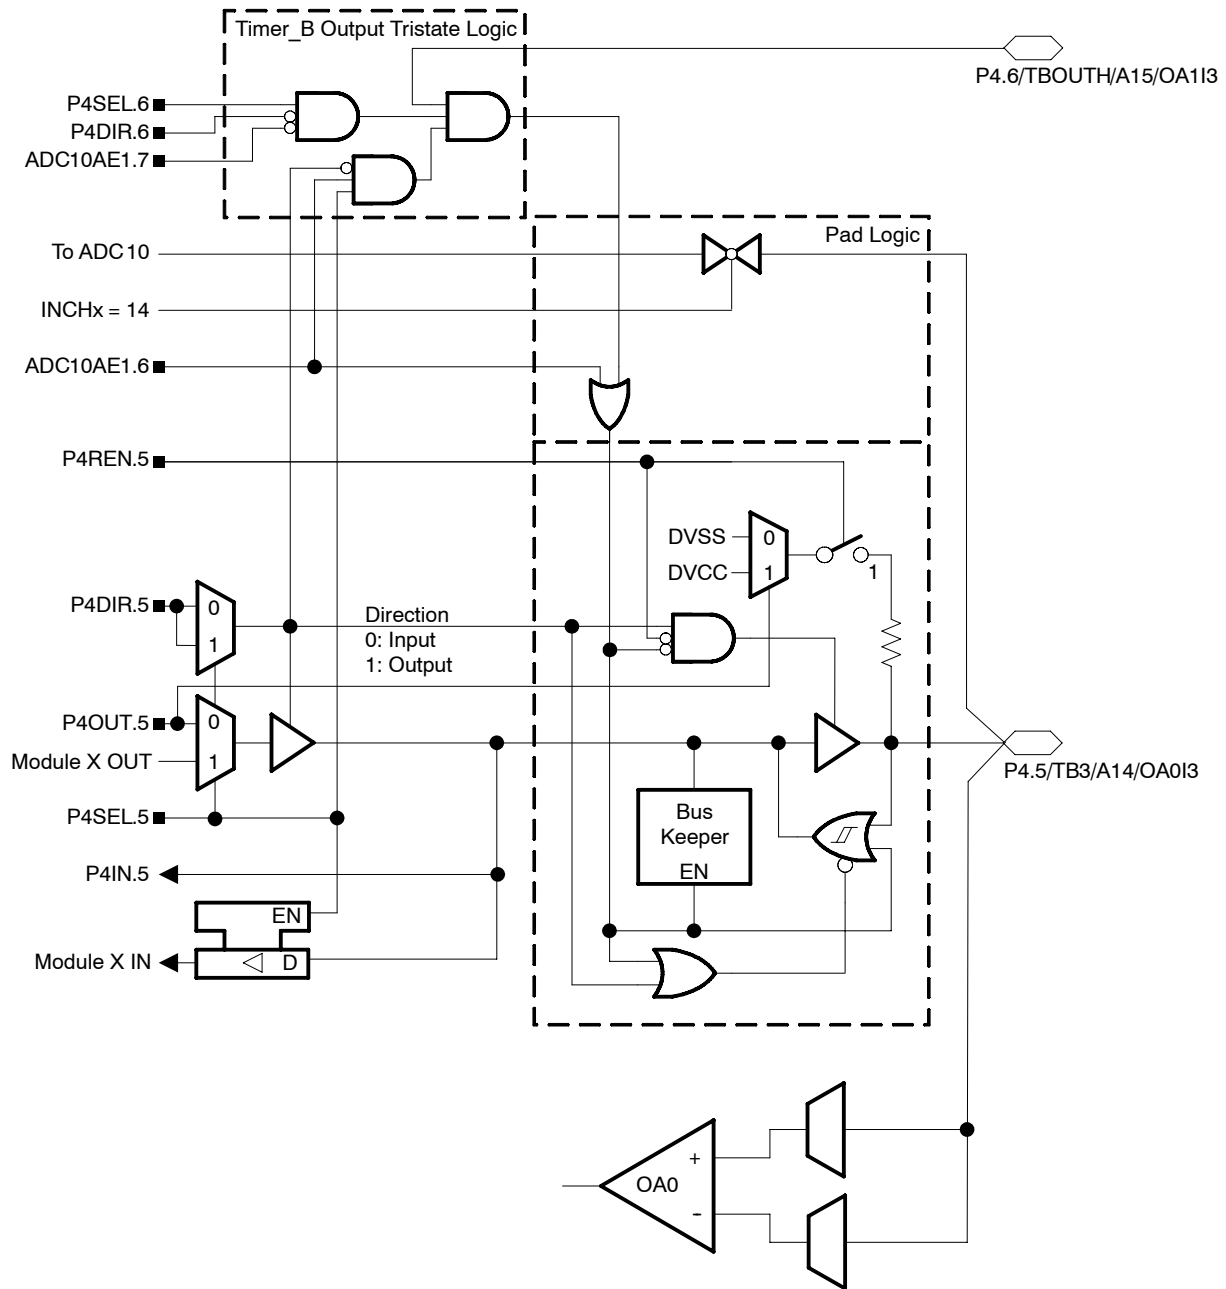 Timer_B Output Tristate Logic
P4.6/TBOUTH/A15/OA1I3
P4SEL.6
P4DIR.6
ADC10AE1.7
Pad Logic
To ADC10
INCHx = 14
ADC10AE1.6
P4REN.5
DVSS
0
DVCC
1
1
P4DIR.5
0
1
Direction
0: Input
1: Output
P4OUT.5
0
Module X OUT
1
P4.5/TB3/A14/OA0I3
P4SEL.5
Bus
Keeper
EN
P4IN.5
EN
Module X IN
D
+
OA0
−